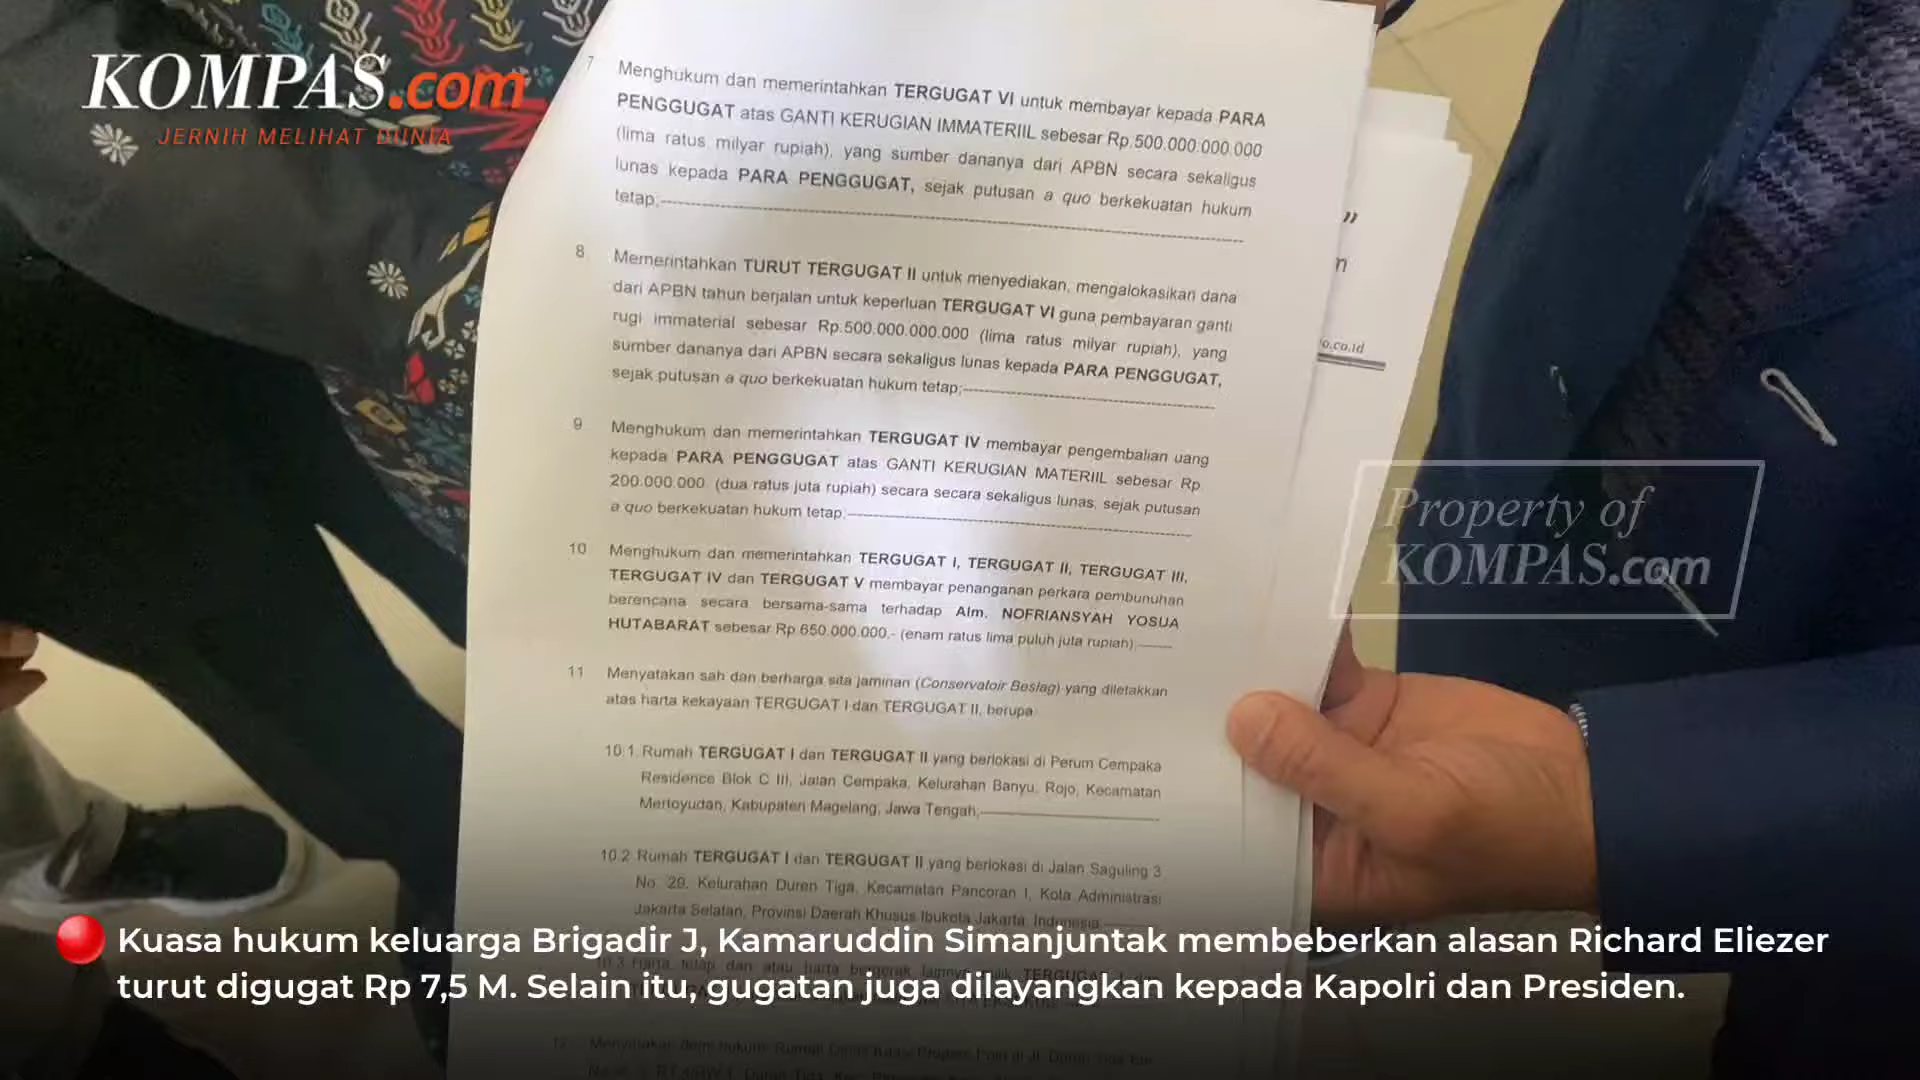 KOMPAS.com
JERNIH MELIHAT DUNIA
7 Menghukum dan memerintahkan TERGUGAT VI untuk membayar kepada PARA
PENGGUGAT atas GANTI KERUGIAN IMMATERIIL sebesar Rp.500.000.000.000
(lima ratus milyar rupiah), yang sumber dananya dari APBN secara sekaligus
lunas kepada PARA PENGGUGAT, sejak putusan a quo berkekuatan hukum
tetap;
8 Memerintahkan TURUT TERGUGAT II untuk menyediakan, mengalokasikan dana
dari APBN tahun berjalan untuk keperluan TERGUGAT VI guna pembayaran ganti
rugi immaterial sebesar Rp.500.000.000.000 (lima ratus milyar rupiah), yang
sumber dananya dari APBN secara sekaligus lunas kepada PARA PENGGUGAT,
sejak putusan a quo berkekuatan hukum tetap;
9 Menghukum dan memerintahkan TERGUGAT IV membayar pengembalian uang
kepada PARA PENGGUGAT atas GANTI KERUGIAN MATERIIL sebesar Rp
200.000.000. (dua ratus juta rupiah) secara secara sekaligus lunas, sejak putusan
a quo berkekuatan hukum tetap;
10 Menghukum dan memerintahkan TERGUGAT I, TERGUGAT II, TERGUGAT III,
TERGUGAT IV dan TERGUGAT V membayar penanganan perkara pembunuhan
berencana secara bersama-sama terhadap Alm. NOFRIANSYAH YOSUA
HUTABARAT sebesar Rp.650.000.000,- (enam ratus lima puluh juta rupiah);
11 Menyatakan sah dan berharga sita jaminan (Conservatoir Beslag) yang diletakkan
atas harta kekayaan TERGUGAT I dan TERGUGAT II, berupa
10.1. Rumah TERGUGAT I dan TERGUGAT II yang berlokasi di Perum Cempaka
Residence Blok C III, Jalan Cempaka, Kelurahan Banyu, Rojo, Kecamatan
Mertoyudan, Kabupaten Magelang, Jawa Tengah;
10.2. Rumah TERGUGAT I dan TERGUGAT II yang berlokasi di Jalan Saguling 3
No. 29, Kelurahan Duren Tiga, Kecamatan Pancoran I, Kota Administrasi
Jakarta Selatan, Provinsi Daerah Khusus Ibukota Jakarta, Indonesia
”
n
o.co.id
Property of
KOMPAS.com
Kuasa hukum keluarga Brigadir J, Kamaruddin Simanjuntak membeberkan alasan Richard Eliezer
turut digugat Rp 7,5 M. Selain itu, gugatan juga dilayangkan kepada Kapolri dan Presiden.